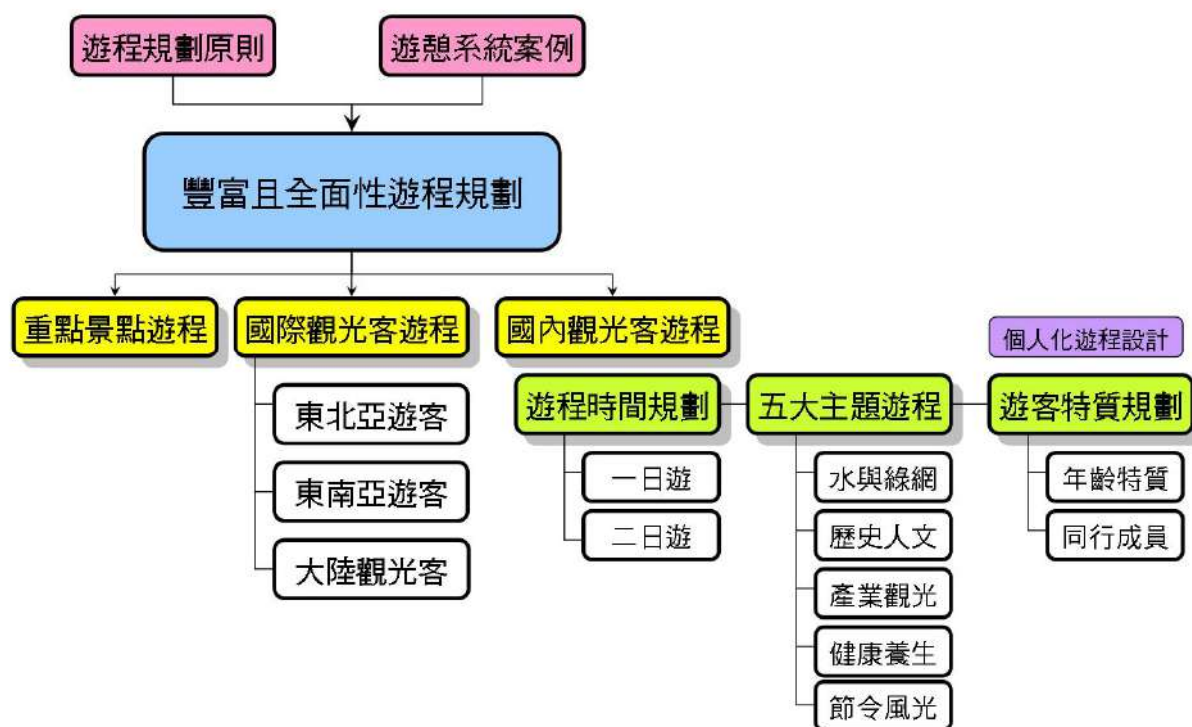 遊程規劃原則
遊憩系統案例
豐富且全面性遊程規劃
重點景點遊程
國際觀光客遊程
東北亞遊客
東南亞遊客
大陸觀光客
國內觀光客遊程
遊程時間規劃
一日遊
二日遊
五大主題遊程
水與綠網
歷史人文
產業觀光
健康養生
節令風光
個人化遊程設計
遊客特質規劃
年齡特質
同行成員